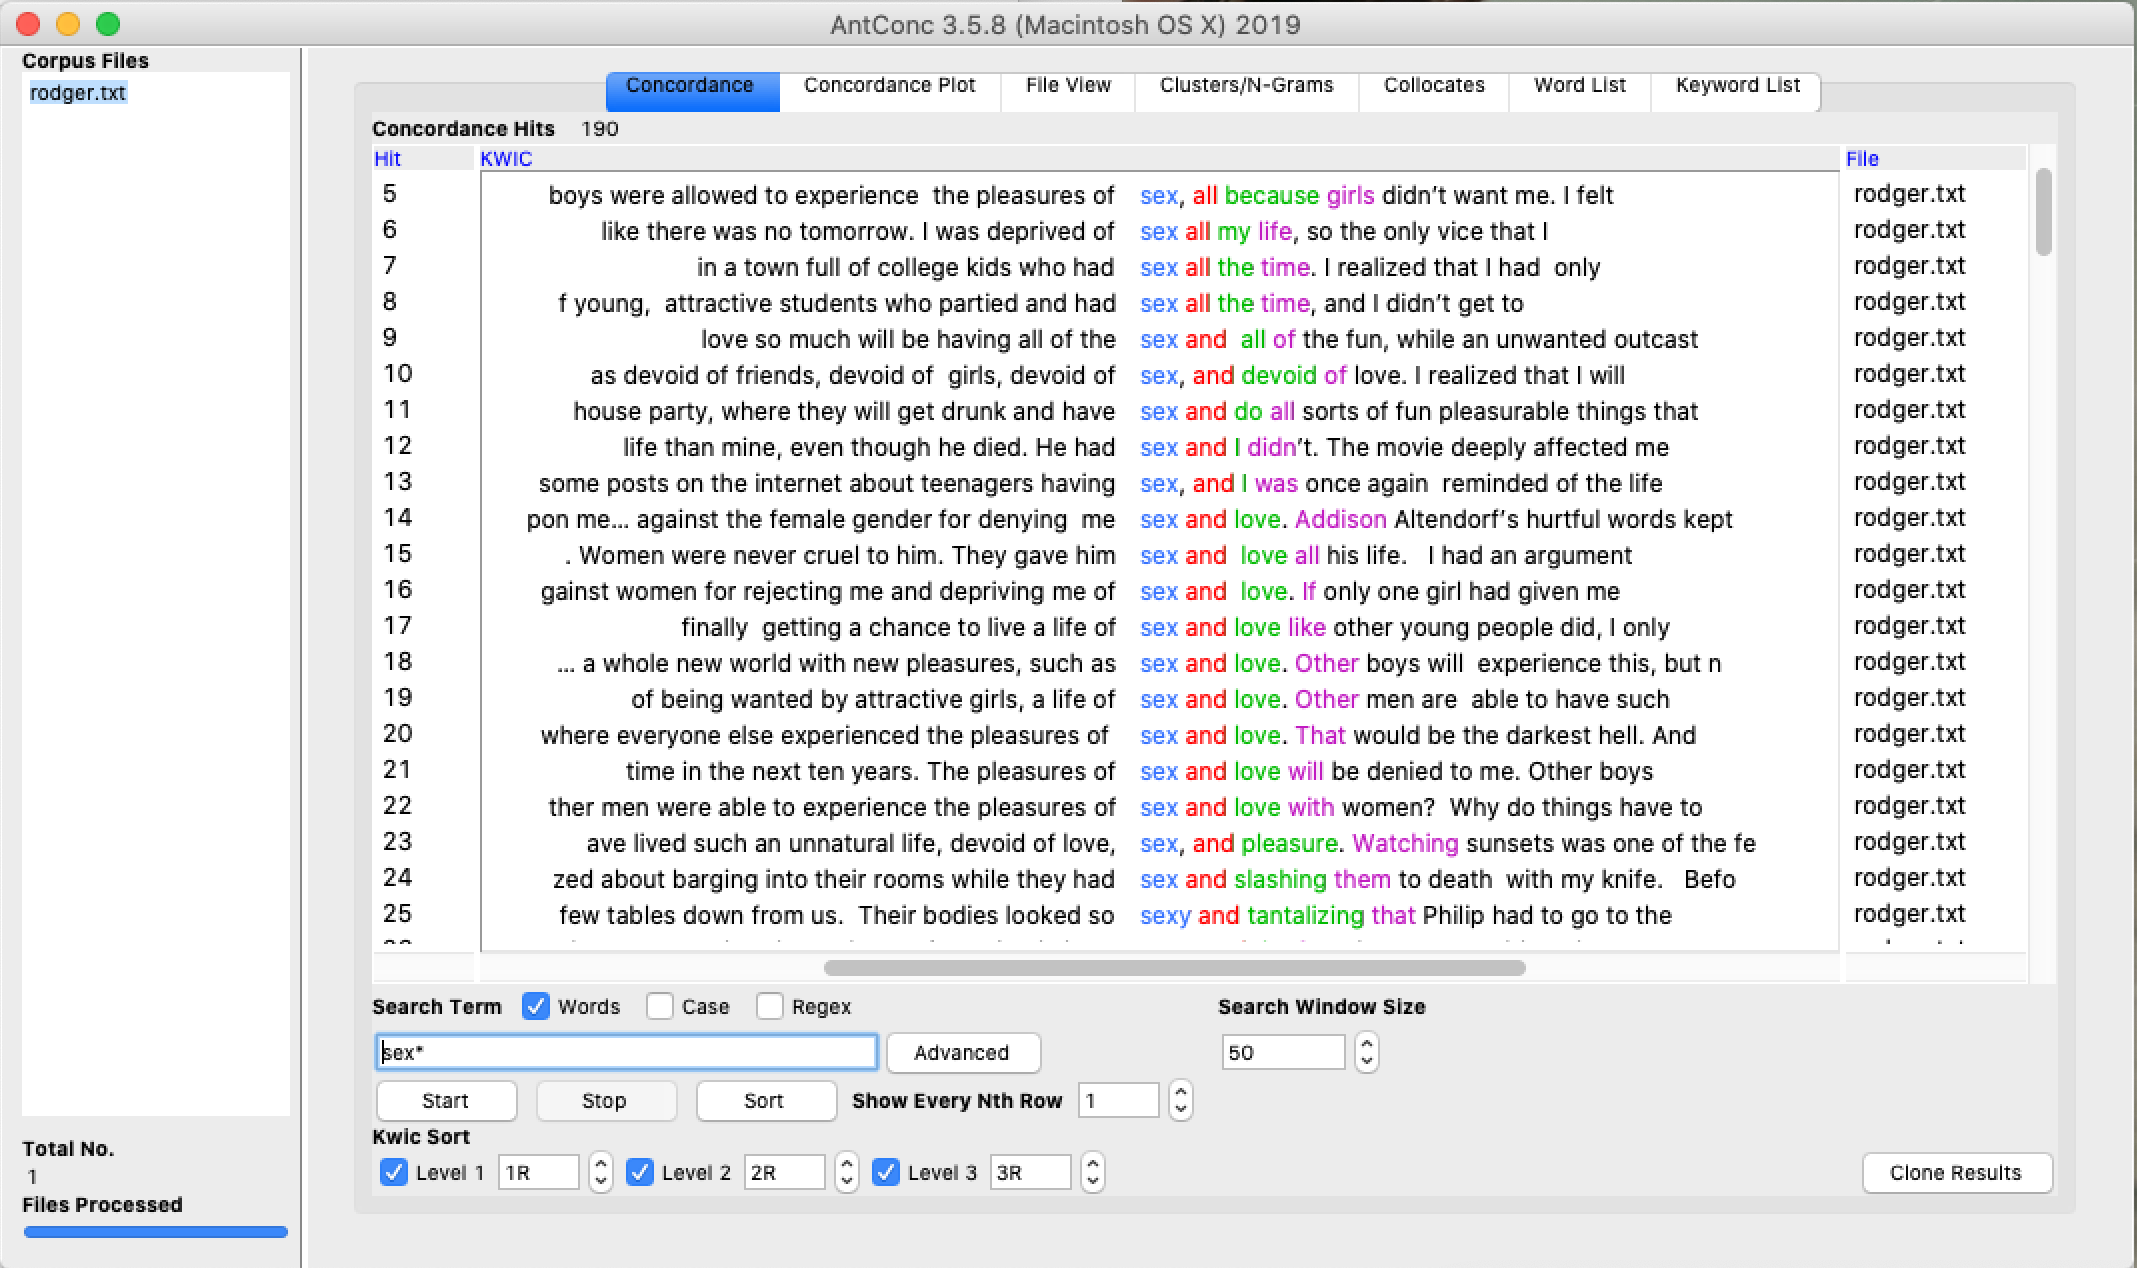 AntConc 3.5.8 (Macintosh OS X) 2019
Corpus Files
rodger.txt
Concordance Concordance Plot File View Clusters/N-Grams Collocates Word List Keyword List
Concordance Hits 190
Hit KWIC File
5 boys were allowed to experience the pleasures of sex, all because girls didn’t want me. I felt rodger.txt
6 like there was no tomorrow. I was deprived of sex all my life, so the only vice that I rodger.txt
7 in a town full of college kids who had sex all the time. I realized that I had only rodger.txt
8 f young, attractive students who partied and had sex all the time, and I didn’t get to rodger.txt
9 love so much will be having all of the sex and all of the fun, while an unwanted outcast rodger.txt
10 as devoid of friends, devoid of girls, devoid of sex, and devoid of love. I realized that I will rodger.txt
11 house party, where they will get drunk and have sex and do all sorts of fun pleasurable things that rodger.txt
12 life than mine, even though he died. He had sex and I didn’t. The movie deeply affected me rodger.txt
13 some posts on the internet about teenagers having sex, and I was once again reminded of the life rodger.txt
14 pon me... against the female gender for denying me sex and love. Addison Altendorf’s hurtful words kept rodger.txt
15 . Women were never cruel to him. They gave him sex and love all his life. I had an argument rodger.txt
16 gainst women for rejecting me and depriving me of sex and love. If only one girl had given me rodger.txt
17 finally getting a chance to live a life of sex and love like other young people did, I only rodger.txt
18 ... a whole new world with new pleasures, such as sex and love. Other boys will experience this, but n rodger.txt
19 of being wanted by attractive girls, a life of sex and love. Other men are able to have such rodger.txt
20 where everyone else experienced the pleasures of sex and love. That would be the darkest hell. And rodger.txt
21 time in the next ten years. The pleasures of sex and love will be denied to me. Other boys rodger.txt
22 ther men were able to experience the pleasures of sex and love with women? Why do things have to rodger.txt
23 ave lived such an unnatural life, devoid of love, sex, and pleasure. Watching sunsets was one of the fe rodger.txt
24 zed about barging into their rooms while they had sex and slashing them to death with my knife. Befo rodger.txt
25 few tables down from us. Their bodies looked so sexy and tantalizing that Philip had to go to the rodger.txt
Search Term Words Case Regex Search Window Size
sex* Advanced 50
Start Stop Sort Show Every Nth Row 1
Kwic Sort
Level 1 1R Level 2 2R Level 3 3R Clone Results
Total No.
1
Files Processed